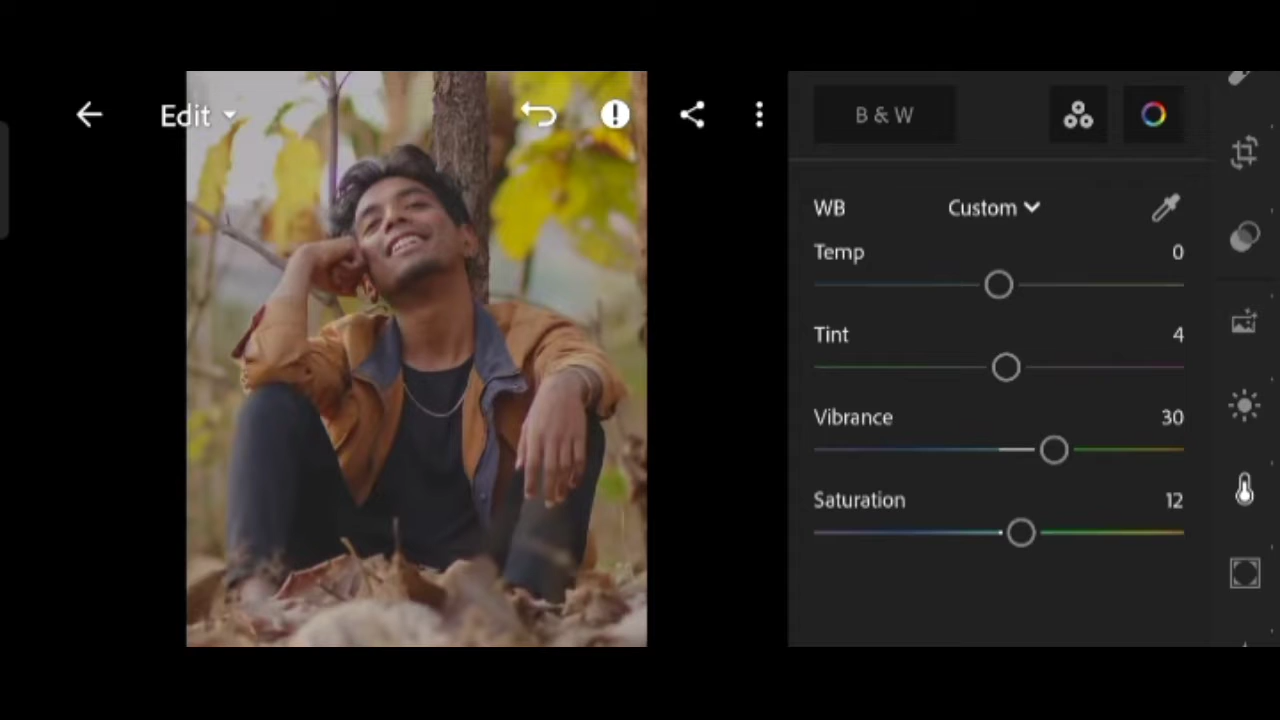 Edit
B & W
WB Custom
Temp 0
Tint 4
Vibrance 30
Saturation 12